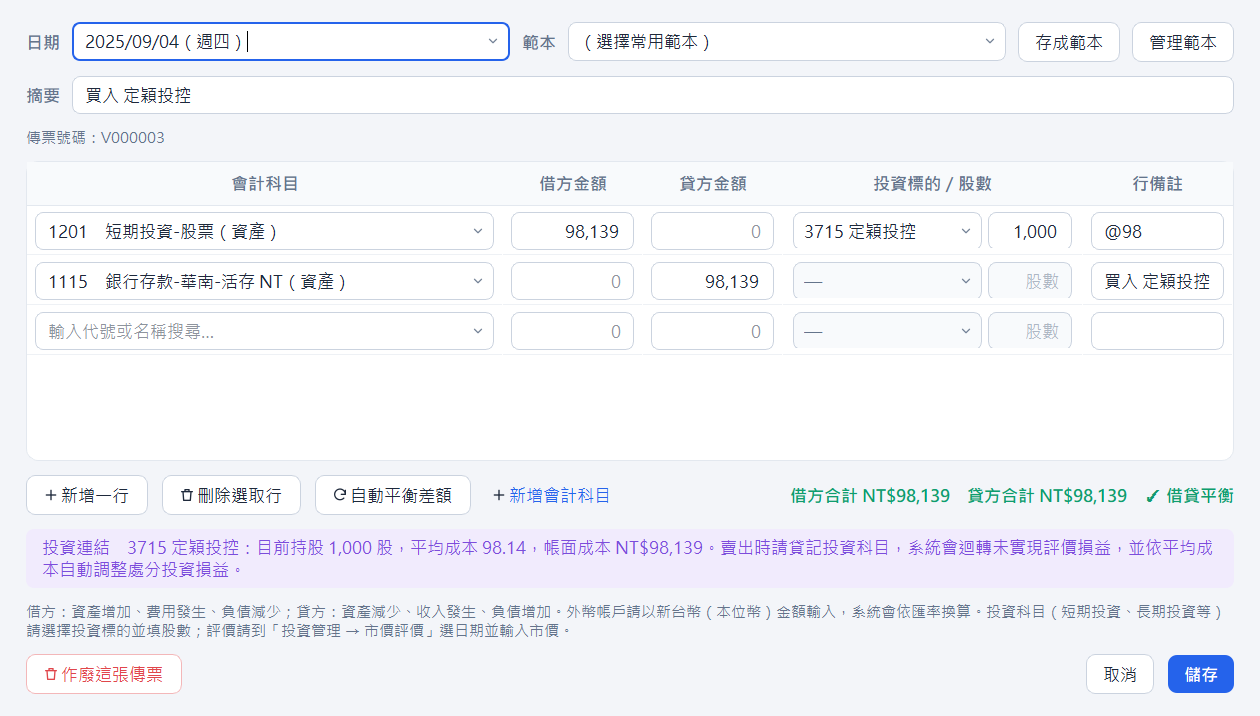 日期 2025/09/04（週四） 範本 （選擇常用範本） 存成範本 管理範本
摘要 買入 定穎投控
傳票號碼：V000003
會計科目 借方金額 貸方金額 投資標的 / 股數 行備註
1201 短期投資-股票（資產） 98,139 0 3715 定穎投控 1,000 @98
1115 銀行存款-華南-活存 NT（資產） 0 98,139 — 股數 買入 定穎投控
輸入代號或名稱搜尋... 0 0 — 股數
+ 新增一行 刪除選取行 自動平衡差額 + 新增會計科目 借方合計 NT$98,139 貸方合計 NT$98,139 ✓ 借貸平衡
投資連結 3715 定穎投控：目前持股 1,000 股，平均成本 98.14，帳面成本 NT$98,139。賣出時請貸記投資科目，系統會迴轉未實現評價損益，並依平均成
本自動調整處分投資損益。
借方：資產增加、費用發生、負債減少；貸方：資產減少、收入發生、負債增加。外幣帳戶請以新台幣（本位幣）金額輸入，系統會依匯率換算。投資科目（短期投資、長期投資等）
請選擇投資標的並填股數；評價請到「投資管理 → 市價評價」選日期並輸入市價。
作廢這張傳票 取消 儲存